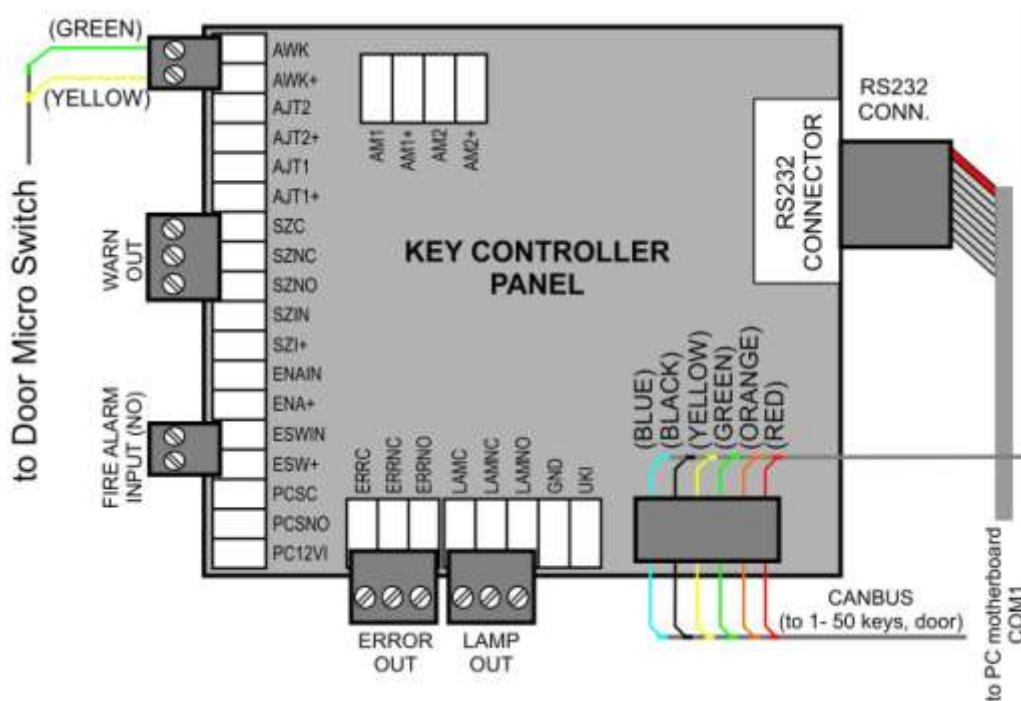 (GREEN)
(YELLOW)
to Door Micro Switch
AWK
AWK+
AJT2
AJT2+
AJT1
AJT1+
SZC
SZNC
SZNO
SZIN
SZI+
ENAIN
ENA+
ESWIN
ESW+
PCSC
PCSNO
PC12VI
WARN
OUT
FIRE ALARM
INPUT (NO)
AM1
AM1+
AM2
AM2+
KEY CONTROLLER
PANEL
RS232
CONNECTOR
RS232
CONN.
ERRC
ERRNC
ERRNO
LAMC
LAMNC
LAMNO
GND
UKI
ERROR
OUT
LAMP
OUT
(BLUE)
(BLACK)
(YELLOW)
(GREEN)
(ORANGE)
(RED)
CANBUS
(to 1- 50 keys, door)
to PC motherboard
COM1